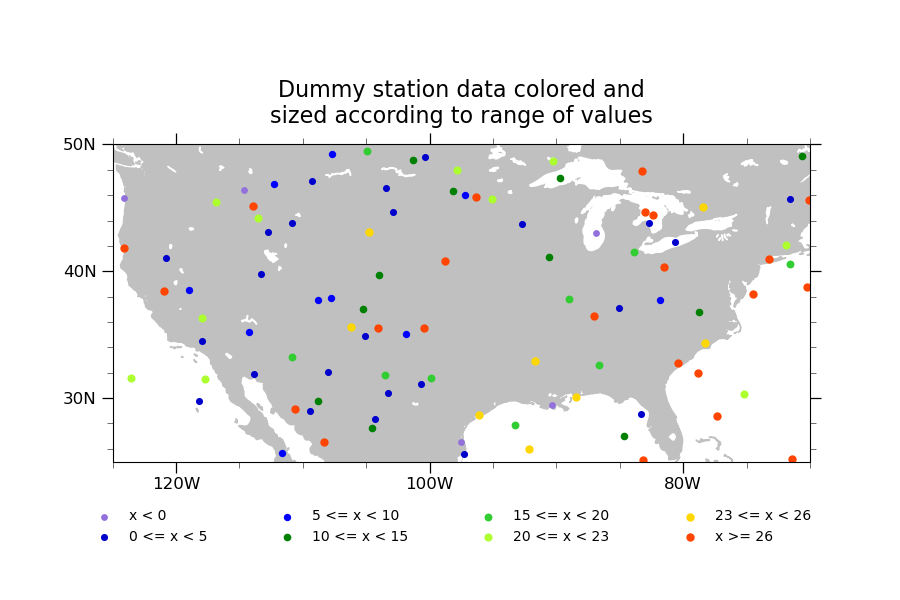 Dummy station data colored and
sized according to range of values
50N
40N
30N
120W 100W 80W
x < 0 5 <= x < 10 15 <= x < 20 23 <= x < 26
0 <= x < 5 10 <= x < 15 20 <= x < 23 x >= 26